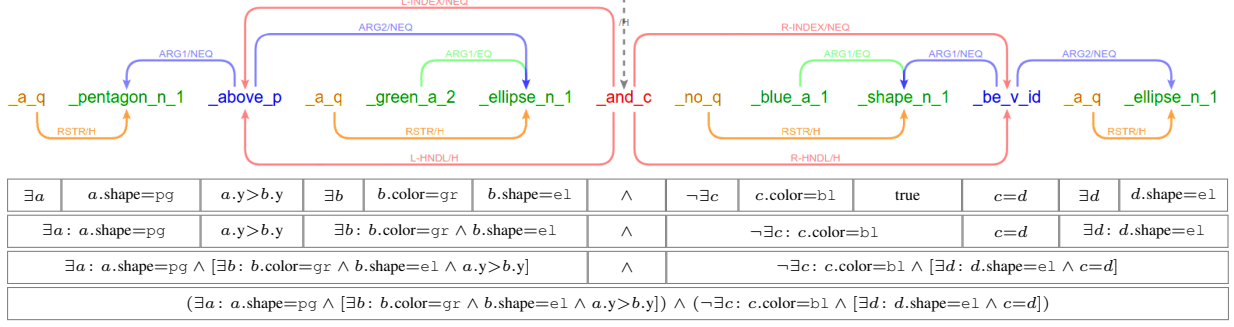 L-INDEX/NEQ
/H
ARG2/NEQ R-INDEX/NEQ
ARG1/NEQ ARG1/EQ ARG1/EQ ARG1/NEQ ARG2/NEQ
_a_q _pentagon_n_1 _above_p _a_q _green_a_2 _ellipse_n_1 _and_c _no_q _blue_a_1 _shape_n_1 _be_v_id _a_q _ellipse_n_1
RSTR/H RSTR/H RSTR/H RSTR/H
L-HNDL/H R-HNDL/H
∃a a.shape=pg a.y>b.y ∃b b.color=gr b.shape=el ∧ ¬∃c c.color=bl true c=d ∃d d.shape=el
∃a: a.shape=pg a.y>b.y ∃b: b.color=gr ∧ b.shape=el ∧ ¬∃c: c.color=bl c=d ∃d: d.shape=el
∃a: a.shape=pg ∧ [∃b: b.color=gr ∧ b.shape=el ∧ a.y>b.y] ∧ ¬∃c: c.color=bl ∧ [∃d: d.shape=el ∧ c=d]
(∃a: a.shape=pg ∧ [∃b: b.color=gr ∧ b.shape=el ∧ a.y>b.y]) ∧ (¬∃c: c.color=bl ∧ [∃d: d.shape=el ∧ c=d])